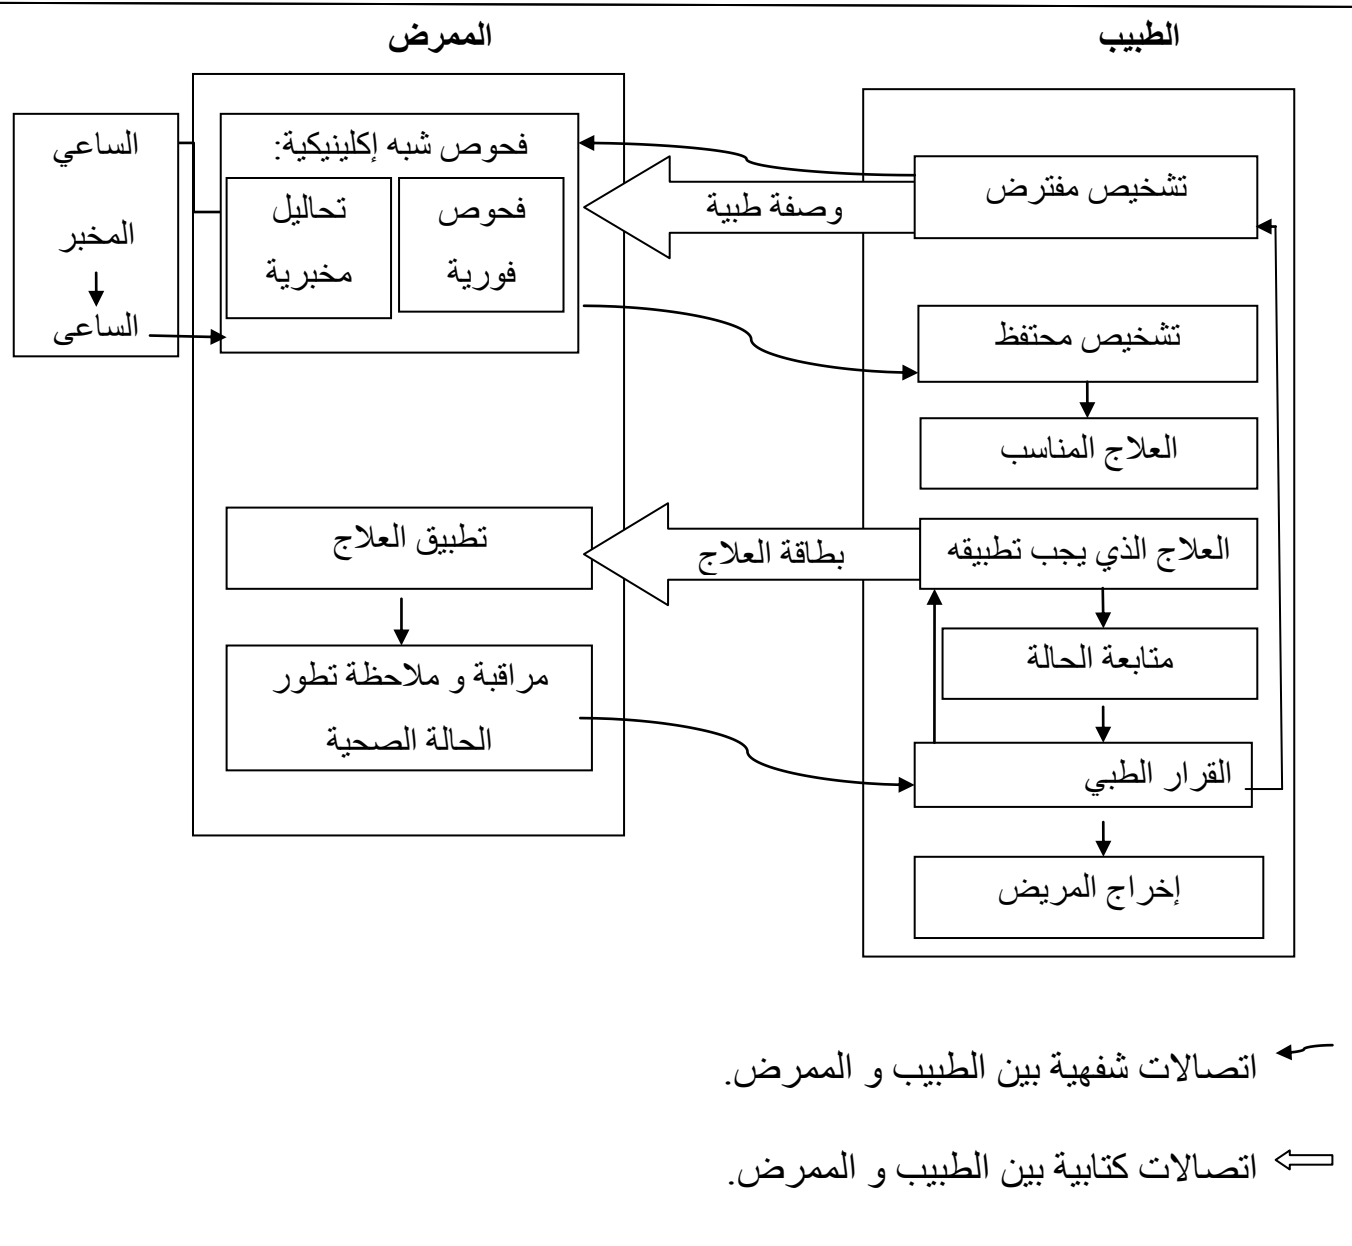 الطبيب
الممرض
تشخيص مفترض
وصفة طبية
فحوص شبه إكلينيكية:
فحوص
فورية
تحاليل
مخبرية
الساعي
المخبر
الساعى
تشخيص محتفظ
العلاج المناسب
العلاج الذي يجب تطبيقه
بطاقة العلاج
تطبيق العلاج
متابعة الحالة
مراقبة و ملاحظة تطور
الحالة الصحية
القرار الطبي
إخراج المريض
اتصالات شفهية بين الطبيب و الممرض.
اتصالات كتابية بين الطبيب و الممرض.